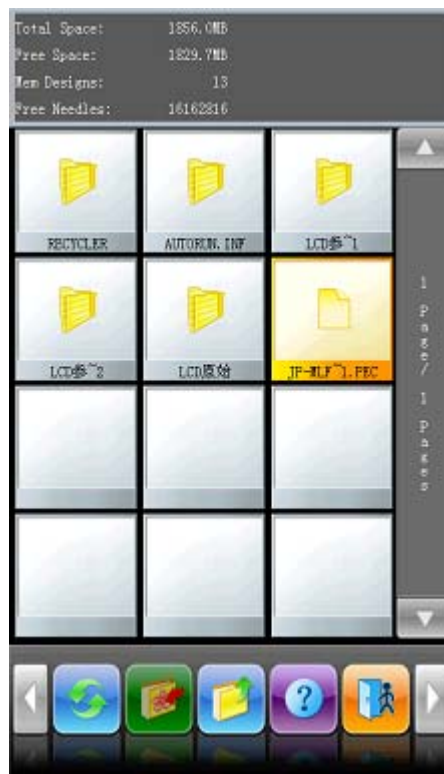 Total Space: 1856.0MB
Free Space: 1829.7MB
Mem Designs: 13
Free Needles: 16162816
RECYCLER
AUTORUN.INF
LCD参~1
LCD参~2
LCD原始
JP-MLF~1.PEC
1 Page/ 1 Pages
?